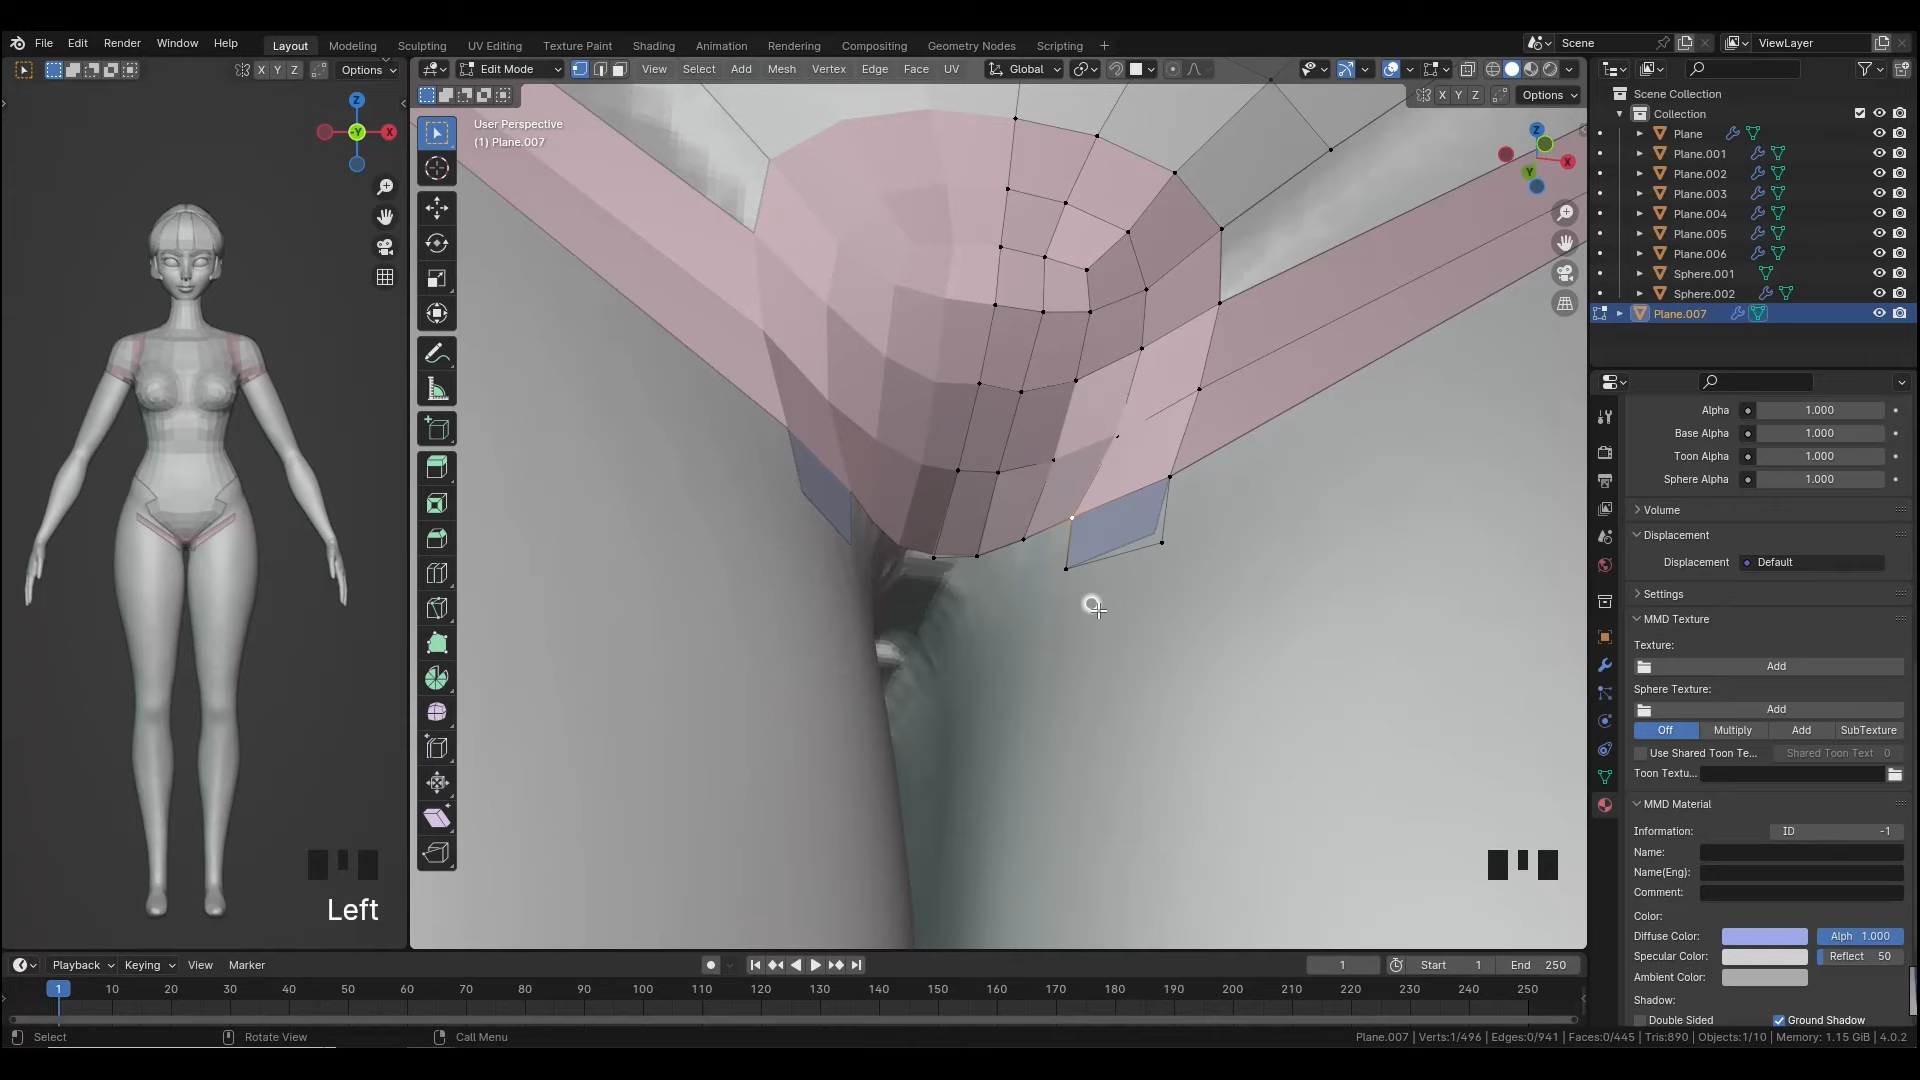 File Edit Render Window Help Layout Modeling Sculpting UV Editing Texture Paint Shading Animation Rendering Compositing Geometry Nodes Scripting + Scene ViewLayer
X Y Z Options Edit Mode View Select Add Mesh Vertex Edge Face UV Global
X Y Z Options
User Perspective
(1) Plane.007
Z
X
-Y
Z
X
Y
Left
Scene Collection
Collection
Plane
Plane.001
Plane.002
Plane.003
Plane.004
Plane.005
Plane.006
Sphere.001
Sphere.002
Plane.007
Alpha 1.000
Base Alpha 1.000
Toon Alpha 1.000
Sphere Alpha 1.000
Volume
Displacement
Displacement Default
Settings
MMD Texture
Texture:
Add
Sphere Texture:
Add
Off Multiply Add SubTexture
Use Shared Toon Te... Shared Toon Text 0
Toon Textu...
MMD Material
Information: ID -1
Name:
Name(Eng):
Comment:
Color:
Diffuse Color: Alph 1.000
Specular Color: Reflect 50
Ambient Color:
Shadow:
Double Sided Ground Shadow
Playback Keying View Marker 1 Start 1 End 250
1 10 20 30 40 50 60 70 80 90 100 110 120 130 140 150 160 170 180 190 200 210 220 230 240 250
Select Rotate View Call Menu Plane.007 | Verts:1/496 | Edges:0/941 | Faces:0/445 | Tris:890 | Objects:1/10 | Memory: 1.15 GiB | 4.0.2